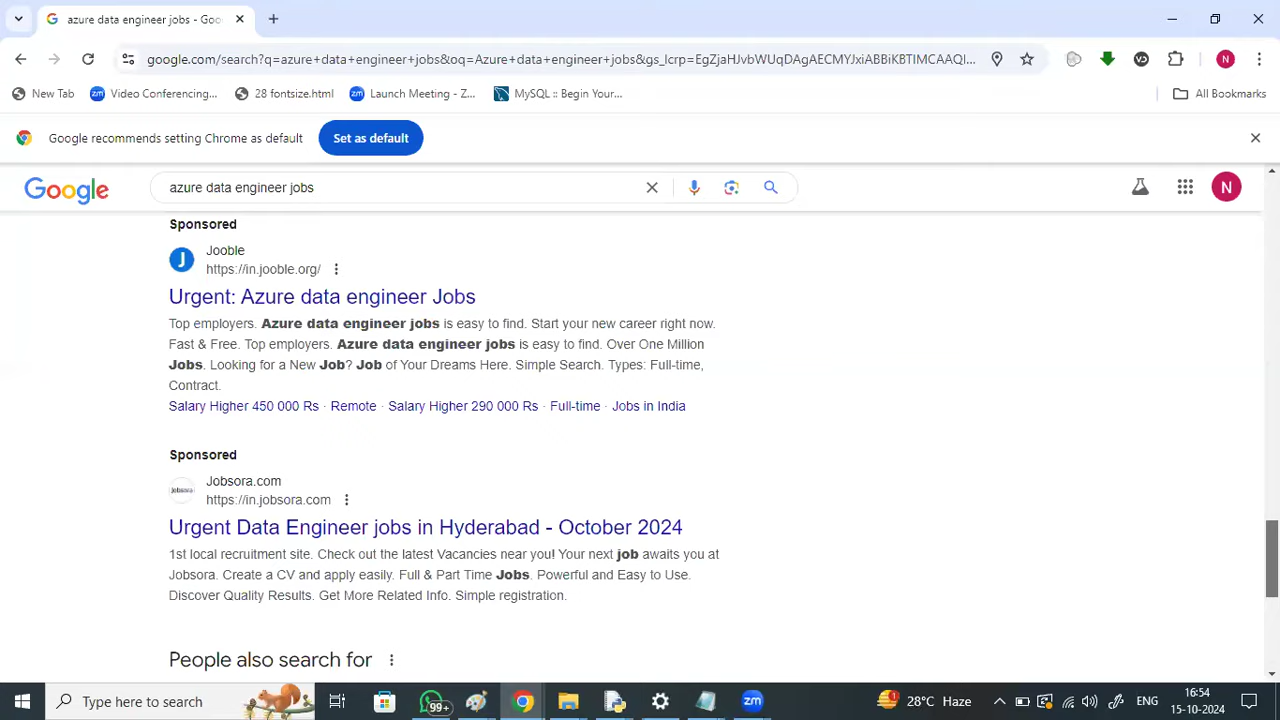 azure data engineer jobs - Goo
google.com/search?q=azure+data+engineer+jobs&oq=Azure+data+engineer+jobs&gs_lcrp=EgZjaHJvbWUqDAgAECMYJxiABBiKBTIMCAAQI...
N
New Tab
Video Conferencing...
28 fontsize.html
Launch Meeting - Z...
MySQL :: Begin Your...
All Bookmarks
Google recommends setting Chrome as default
Set as default
Google
azure data engineer jobs
N
Sponsored
J
Jooble
https://in.jooble.org/
Urgent: Azure data engineer Jobs
Top employers. Azure data engineer jobs is easy to find. Start your new career right now.
Fast & Free. Top employers. Azure data engineer jobs is easy to find. Over One Million
Jobs. Looking for a New Job? Job of Your Dreams Here. Simple Search. Types: Full-time,
Contract.
Salary Higher 450 000 Rs · Remote · Salary Higher 290 000 Rs · Full-time · Jobs in India
Sponsored
jobsora
Jobsora.com
https://in.jobsora.com
Urgent Data Engineer jobs in Hyderabad - October 2024
1st local recruitment site. Check out the latest Vacancies near you! Your next job awaits you at
Jobsora. Create a CV and apply easily. Full & Part Time Jobs. Powerful and Easy to Use.
Discover Quality Results. Get More Related Info. Simple registration.
People also search for
Type here to search
99+
zm
1
28°C Haze
ENG
16:54
15-10-2024